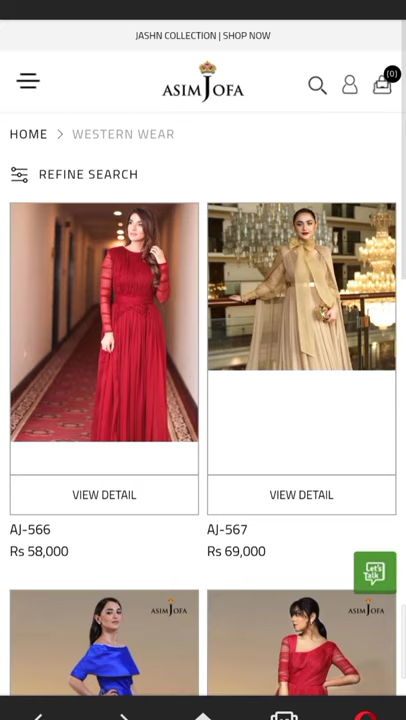 JASHN COLLECTION | SHOP NOW
ASIM JOFA
(0)
HOME > WESTERN WEAR
REFINE SEARCH
VIEW DETAIL
VIEW DETAIL
AJ-566
AJ-567
Rs 58,000
Rs 69,000
Let's Talk
ASIM JOFA
ASIM JOFA